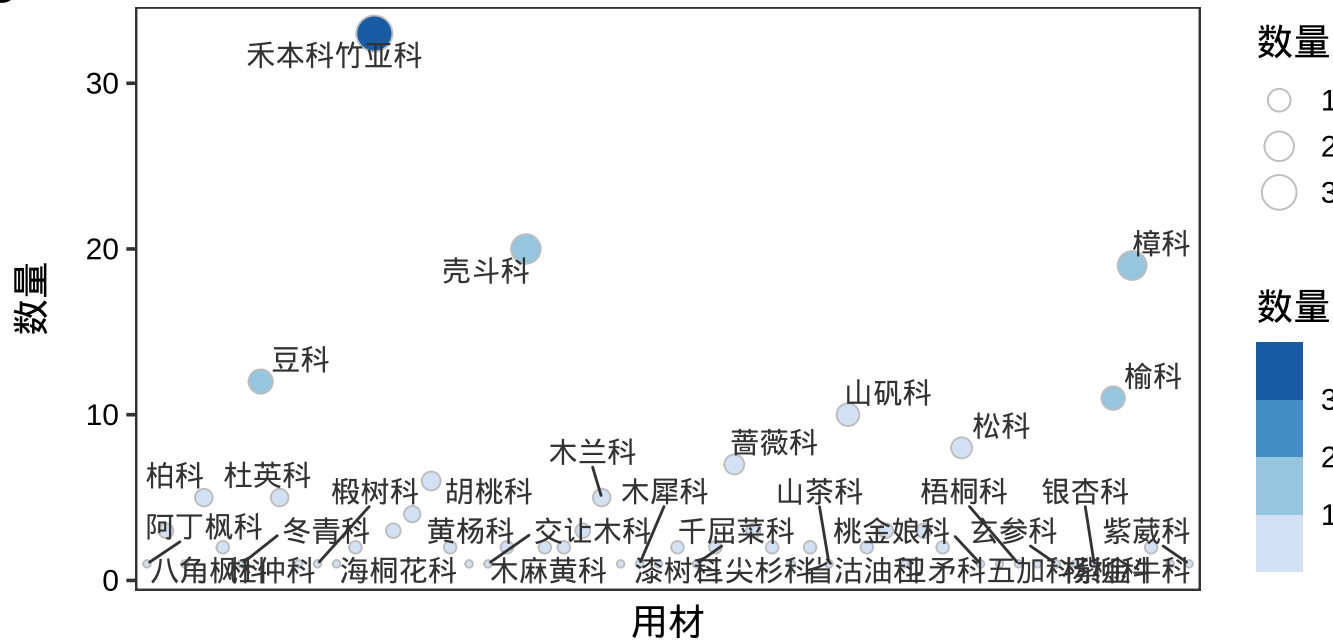 禾本科竹亚科
30
20
10
0
数量
壳斗科
樟科
豆科
榆科
山矾科
松科
蔷薇科
木兰科
柏科
杜英科
椴树科
胡桃科
木犀科
山茶科
梧桐科
银杏科
阿丁枫科
冬青科
黄杨科
交让木科
千屈菜科
桃金娘科
玄参科
紫葳科
八角枫科
杜仲科
海桐花科
木麻黄科
漆树科
三尖杉科
省沽油科
卫矛科
五加科
用材
数量
1
2
3
数量
3
2
1